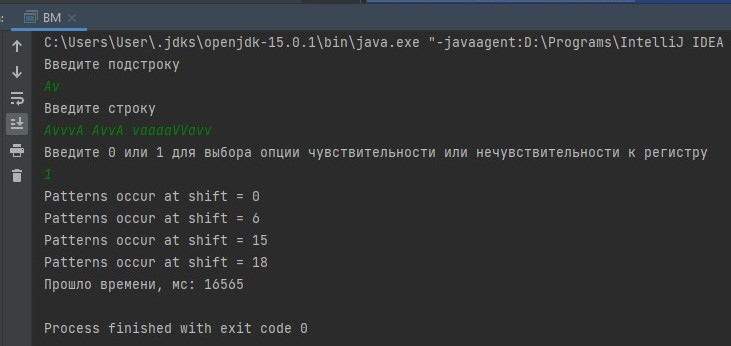 BM
C:\Users\User\.jdks\openjdk-15.0.1\bin\java.exe "-javaagent:D:\Programs\IntelliJ IDEA
Введите подстроку
Av
Введите строку
AvvvA AvvA vaaaaVVavv
Введите 0 или 1 для выбора опции чувствительности или нечувствительности к регистру
1
Patterns occur at shift = 0
Patterns occur at shift = 6
Patterns occur at shift = 15
Patterns occur at shift = 18
Прошло времени, мс: 16565
Process finished with exit code 0